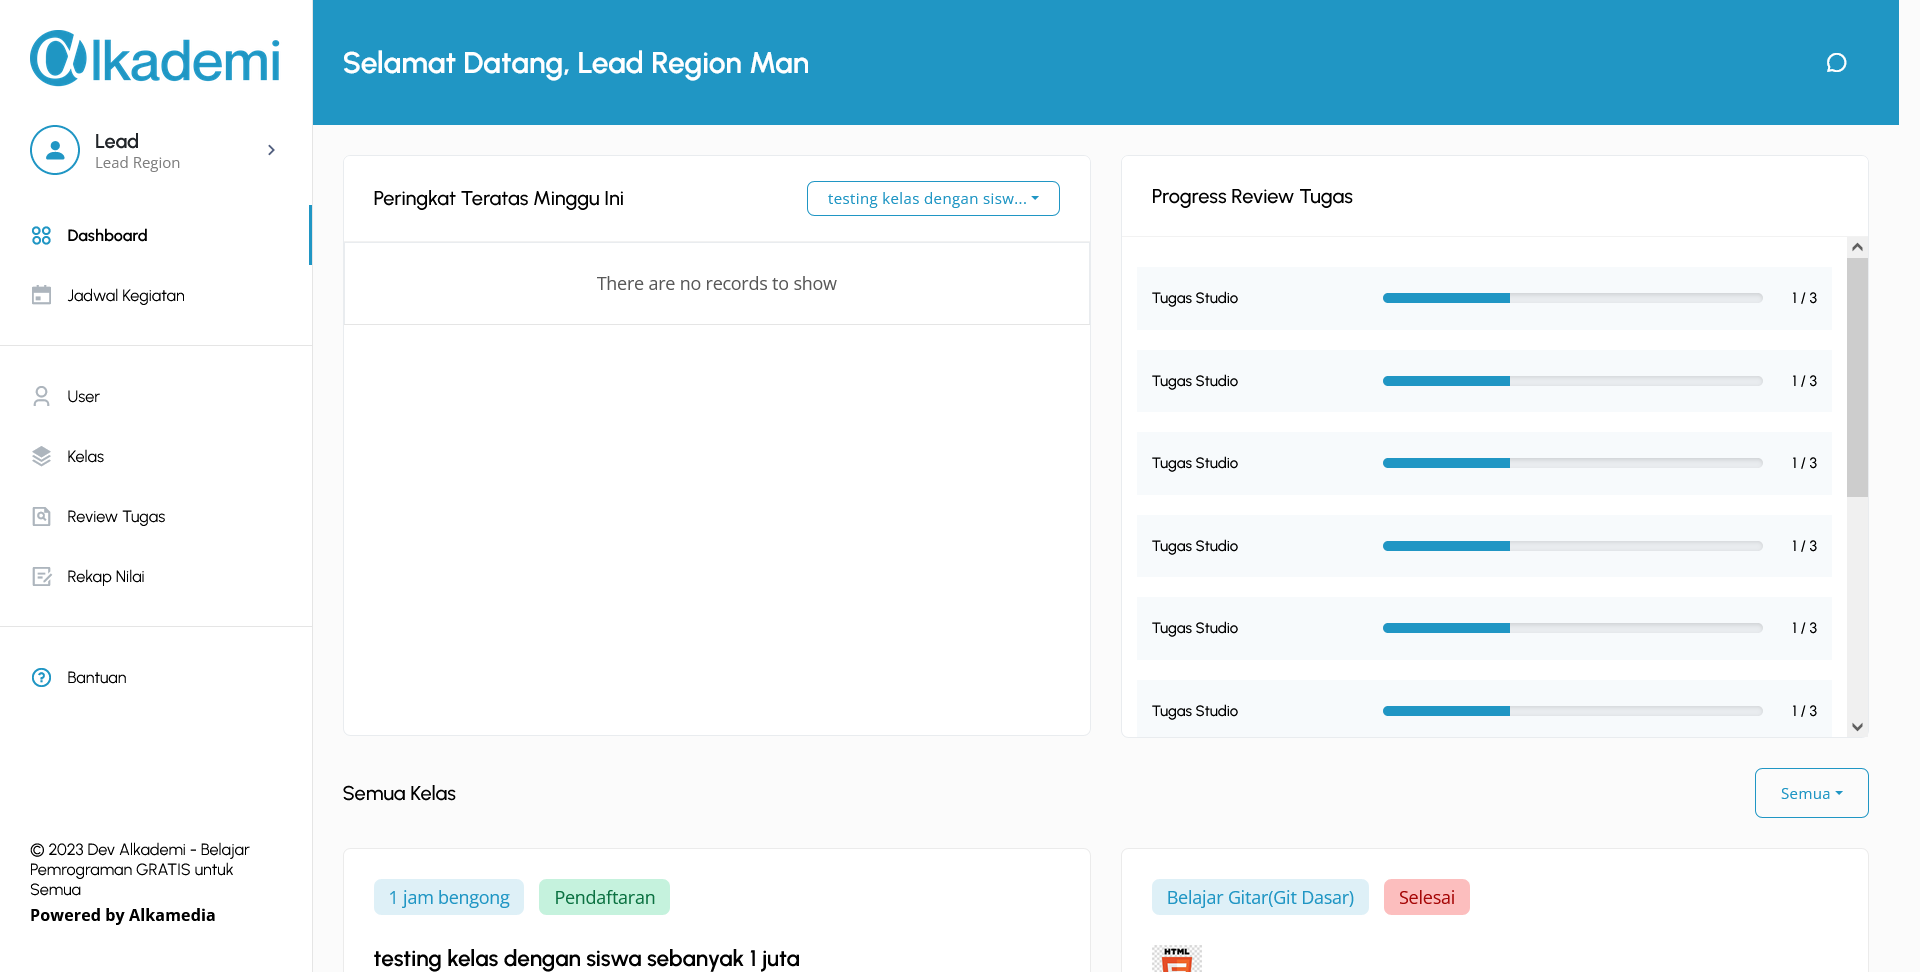 Alkademi
Lead
Lead Region
Dashboard
Jadwal Kegiatan
User
Kelas
Review Tugas
Rekap Nilai
Bantuan
© 2023 Dev Alkademi - Belajar
Pemrograman GRATIS untuk
Semua
Powered by Alkamedia
Selamat Datang, Lead Region Man
Peringkat Teratas Minggu Ini
testing kelas dengan sisw...
There are no records to show
Progress Review Tugas
Tugas Studio 1 / 3
Tugas Studio 1 / 3
Tugas Studio 1 / 3
Tugas Studio 1 / 3
Tugas Studio 1 / 3
Tugas Studio 1 / 3
Semua Kelas
Semua
1 jam bengong
Pendaftaran
testing kelas dengan siswa sebanyak 1 juta
Belajar Gitar(Git Dasar)
Selesai
HTML